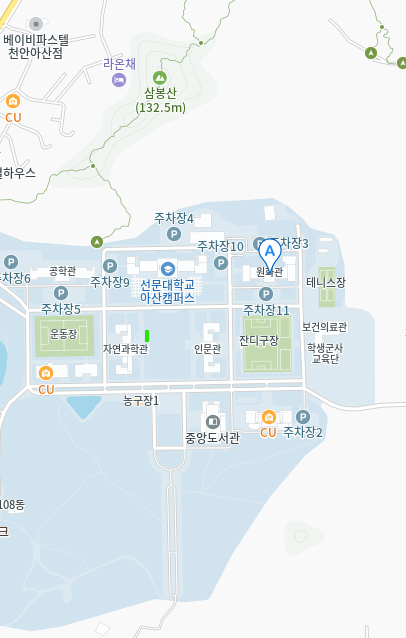 베이비파스텔
천안아산점
라온채
삼봉산
(132.5m)
CU
하우스
주차장4
P
주차장3
P
A
주차장10
P
P
주차장6
공학관
P
주차장9
선문대학교
아산캠퍼스
원화관
P
주차장11
테니스장
P
주차장5
운동장
자연과학관
인문관
잔디구장
보건의료관
학생군사
교육단
CU
농구장1
중앙도서관
CU
P
주차장2
108동
크